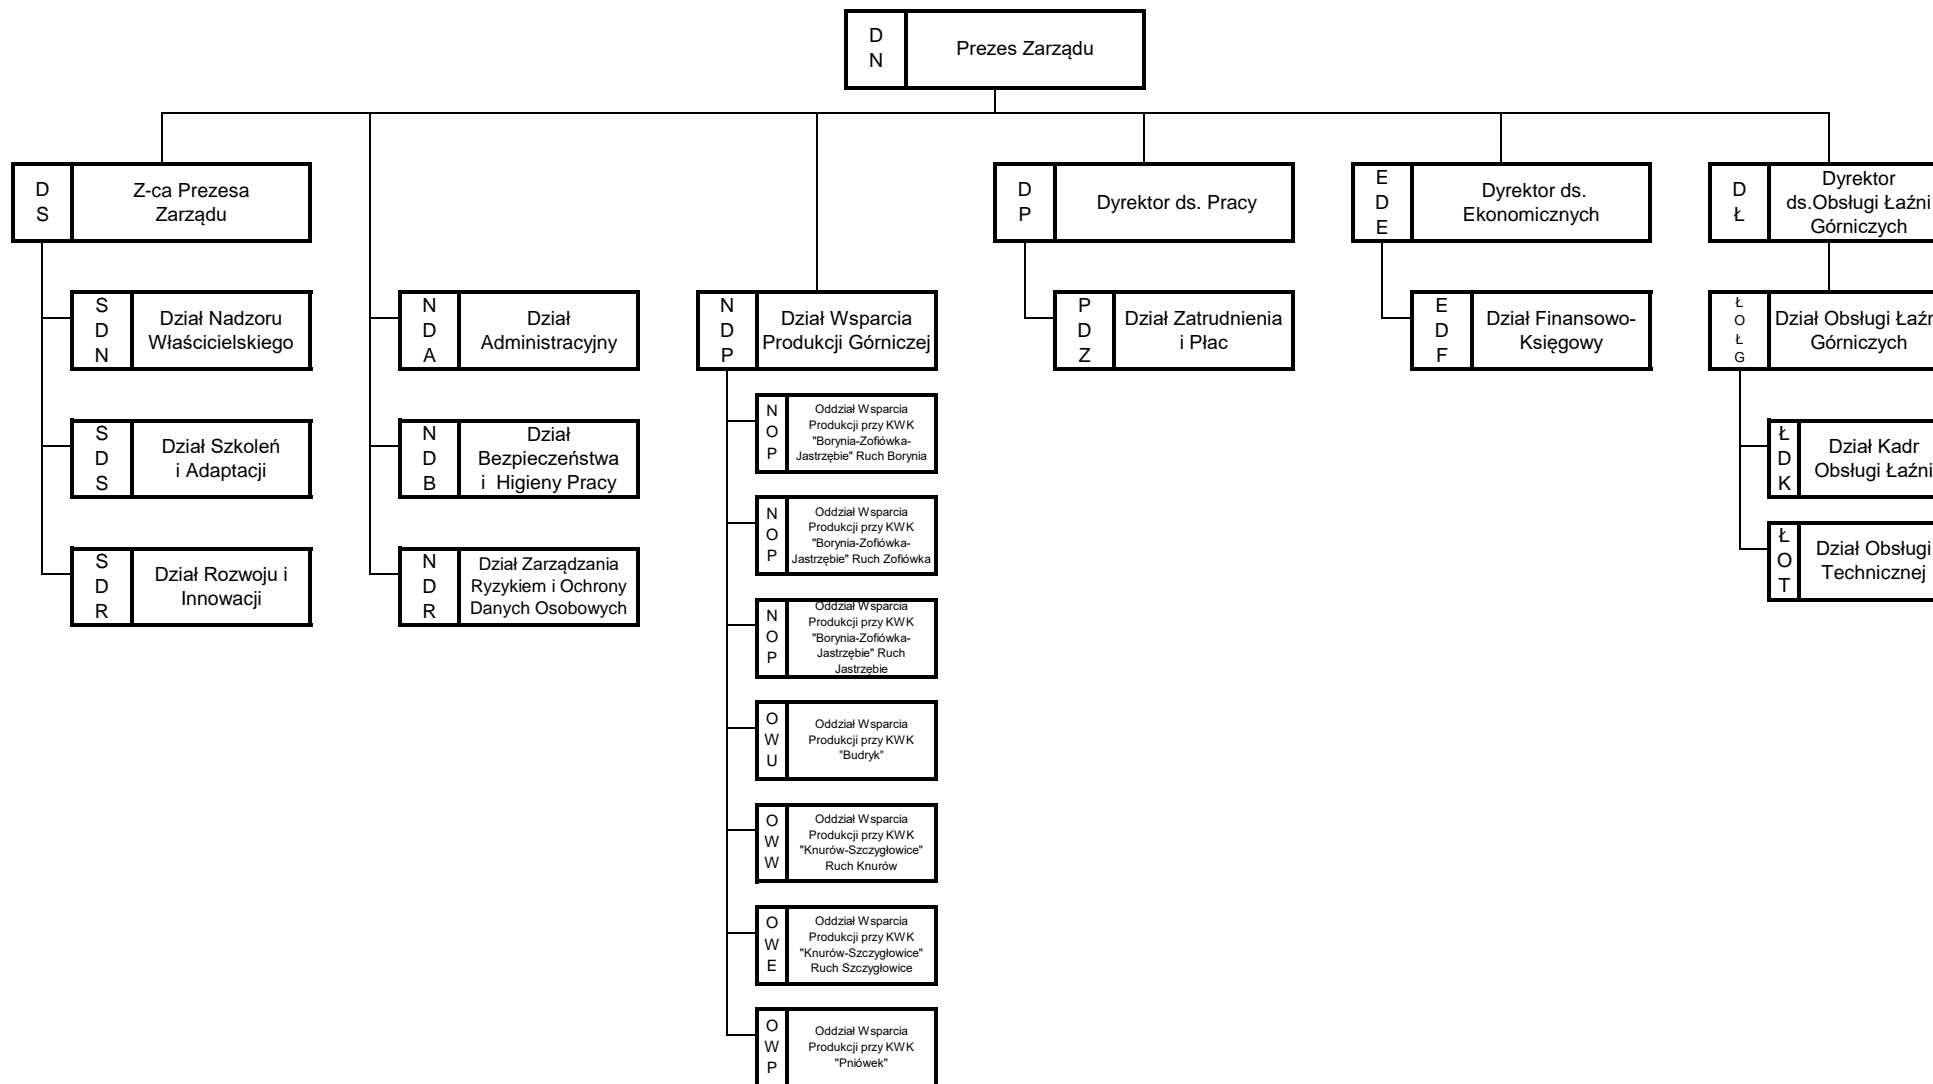 D
N
Prezes Zarządu
D
S
Z-ca Prezesa
Zarządu
D
P
Dyrektor ds. Pracy
E
D
E
Dyrektor ds.
Ekonomicznych
D
Ł
Dyrektor
ds.Obsługi Łaźni
Górniczych
S
D
N
Dział Nadzoru
Właścicielskiego
N
D
A
Dział
Administracyjny
N
D
P
Dział Wsparcia
Produkcji Górniczej
P
D
Z
Dział Zatrudnienia
i Płac
E
D
F
Dział Finansowo-
Księgowy
Ł
O
Ł
G
Dział Obsługi
Górniczych
S
D
S
Dział Szkoleń
i Adaptacji
N
D
B
Dział
Bezpieczeństwa
i Higieny Pracy
S
D
R
Dział Rozwoju i
Innowacji
N
D
R
Dział Zarządzania
Ryzykiem i Ochrony
Danych Osobowych
N
O
P
Oddział Wsparcia
Produkcji przy KWK
"Borynia-Zofiówka-
Jastrzębie" Ruch Borynia
N
O
P
Oddział Wsparcia
Produkcji przy KWK
"Borynia-Zofiówka-
Jastrzębie" Ruch Zofiówka
N
O
P
Oddział Wsparcia
Produkcji przy KWK
"Borynia-Zofiówka-
Jastrzębie" Ruch
Jastrzębie
O
W
U
Oddział Wsparcia
Produkcji przy KWK
"Budryk"
O
W
W
Oddział Wsparcia
Produkcji przy KWK
"Knurów-Szczygłowice"
Ruch Knurów
O
W
E
Oddział Wsparcia
Produkcji przy KWK
"Knurów-Szczygłowice"
Ruch Szczygłowice
O
W
P
Oddział Wsparcia
Produkcji przy KWK
"Pniówek"
Ł
D
K
Dział Kadr
Obsługi Łaźni
Ł
O
T
Dział Obsługi
Technicznej